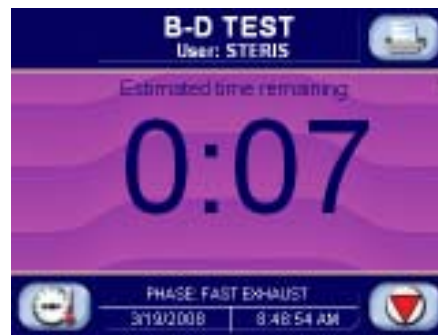 B-D TEST
User: STERIS
Estimated time remaining
0:07
PHASE: FAST EXHAUST
3/19/2008 8:48:54 AM